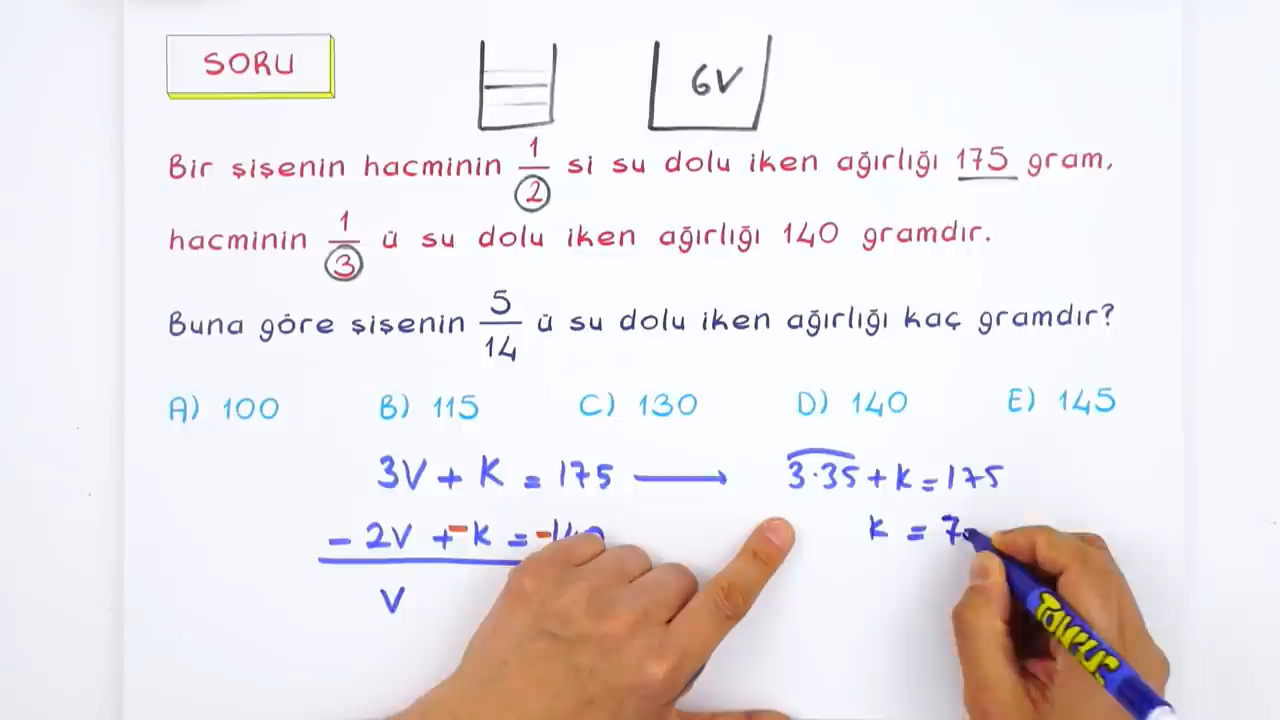 SORU
6V
Bir şişenin hacminin 1/2 si su dolu iken ağırlığı 175 gram,
hacminin 1/3 ü su dolu iken ağırlığı 140 gramdır.
Buna göre şişenin 5/14 ü su dolu iken ağırlığı kaç gramdır?
A) 100 B) 115 C) 130 D) 140 E) 145
3V + K = 175 → 3·35 + K = 175
- 2V + - K = - 140 K = 7
V